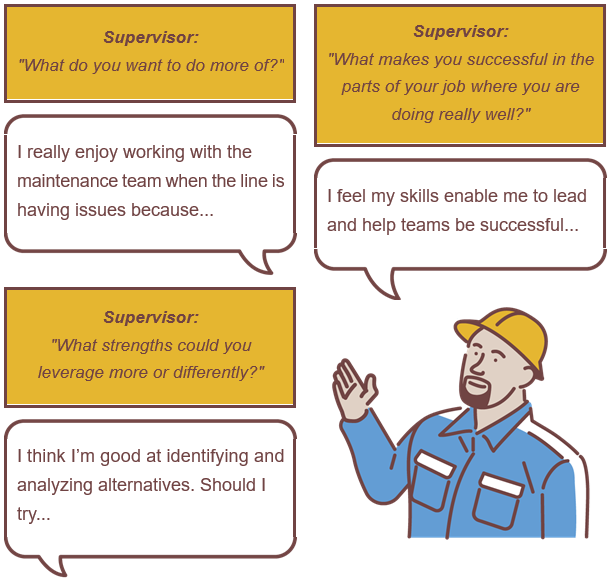 Supervisor:
"What do you want to do more of?"
I really enjoy working with the
maintenance team when the line is
having issues because...
Supervisor:
"What makes you successful in the
parts of your job where you are
doing really well?"
I feel my skills enable me to lead
and help teams be successful...
Supervisor:
"What strengths could you
leverage more or differently?"
I think I’m good at identifying and
analyzing alternatives. Should I
try...